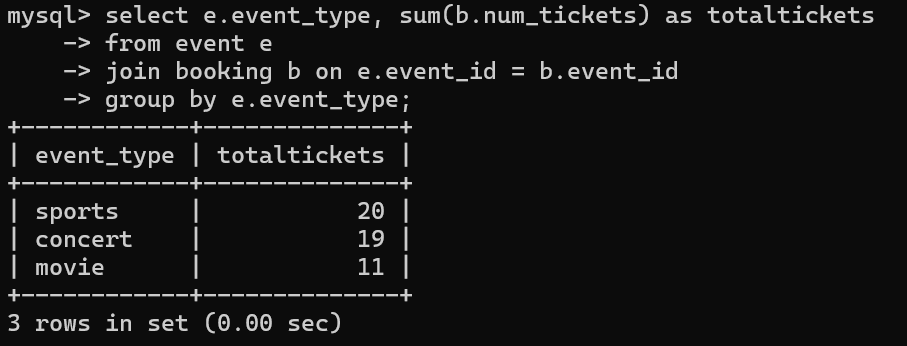 mysql> select e.event_type, sum(b.num_tickets) as totaltickets
    -> from event e
    -> join booking b on e.event_id = b.event_id
    -> group by e.event_type;
+------------+--------------+
| event_type | totaltickets |
+------------+--------------+
| sports     |           20 |
| concert    |           19 |
| movie      |           11 |
+------------+--------------+
3 rows in set (0.00 sec)